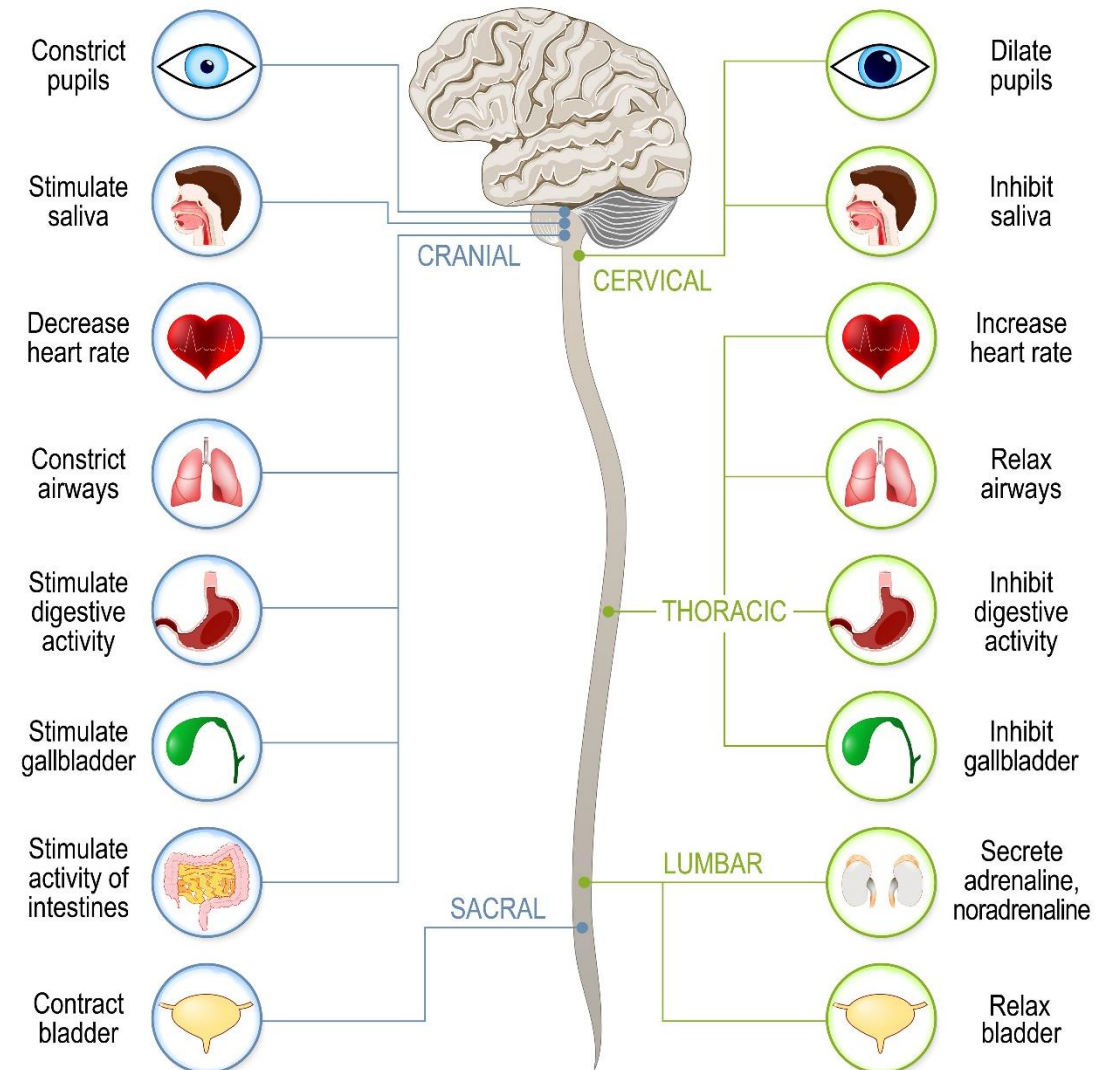 Constrict
pupils
Stimulate
saliva
Decrease
heart rate
Constrict
airways
Stimulate
digestive
activity
Stimulate
gallbladder
Stimulate
activity of
intestines
Contract
bladder
CRANIAL
SACRAL
CERVICAL
THORACIC
LUMBAR
Dilate
pupils
Inhibit
saliva
Increase
heart rate
Relax
airways
Inhibit
digestive
activity
Inhibit
gallbladder
Secrete
adrenaline,
noradrenaline
Relax
bladder